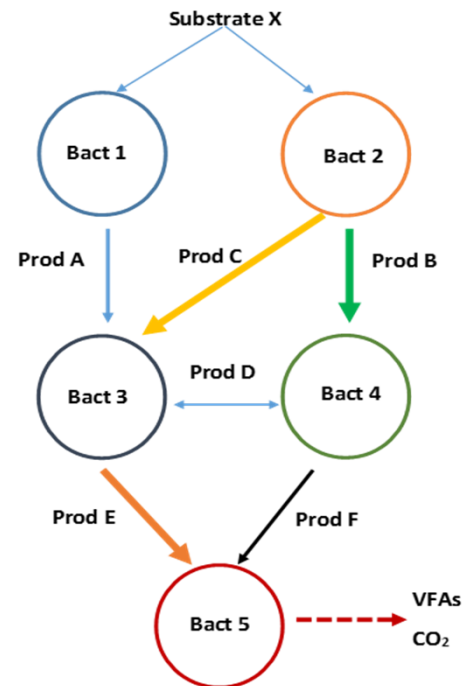 Substrate X
Bact 1
Bact 2
Prod A
Prod C
Prod B
Prod D
Bact 3
Bact 4
Prod E
Prod F
Bact 5
VFAs
CO₂